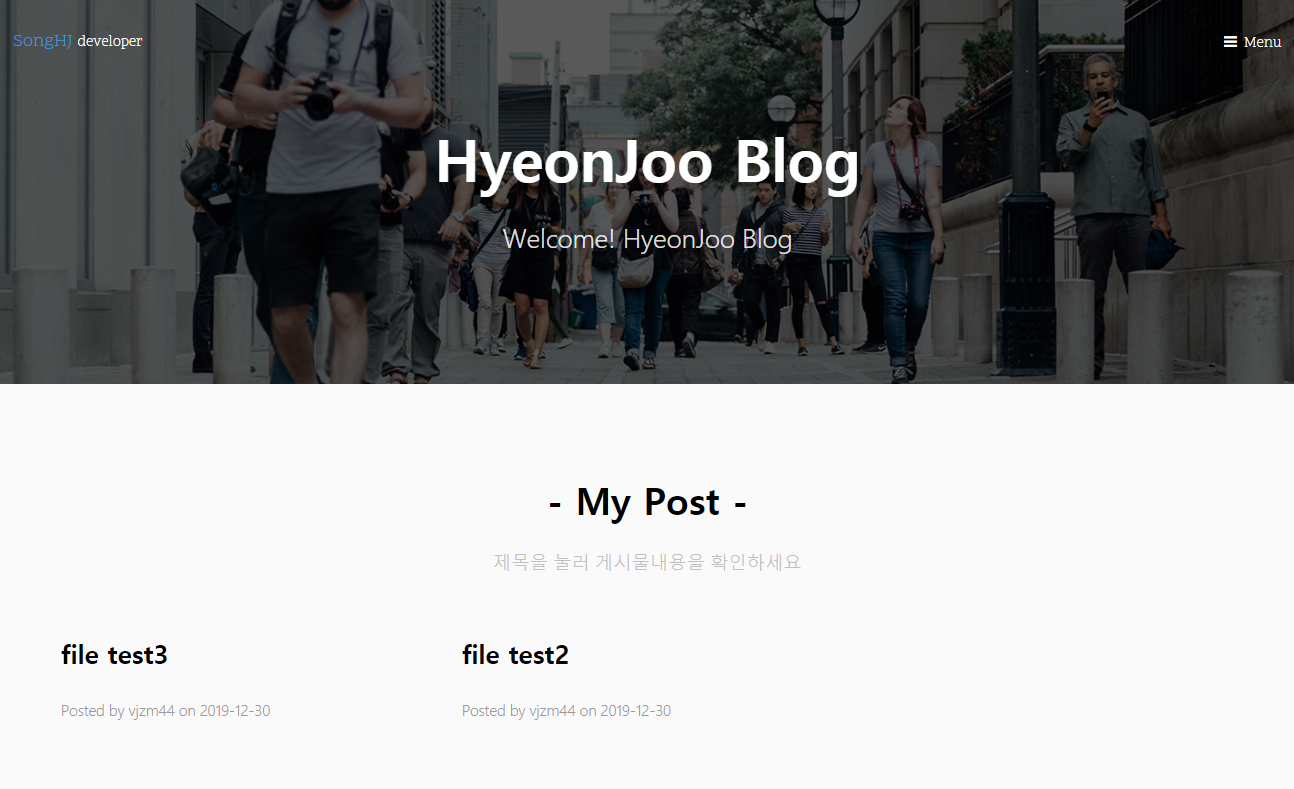 SongHJ developer
Menu
HyeonJoo Blog
Welcome! HyeonJoo Blog
- My Post -
제목을 눌러 게시물내용을 확인하세요
file test3
file test2
Posted by vjzm44 on 2019-12-30
Posted by vjzm44 on 2019-12-30